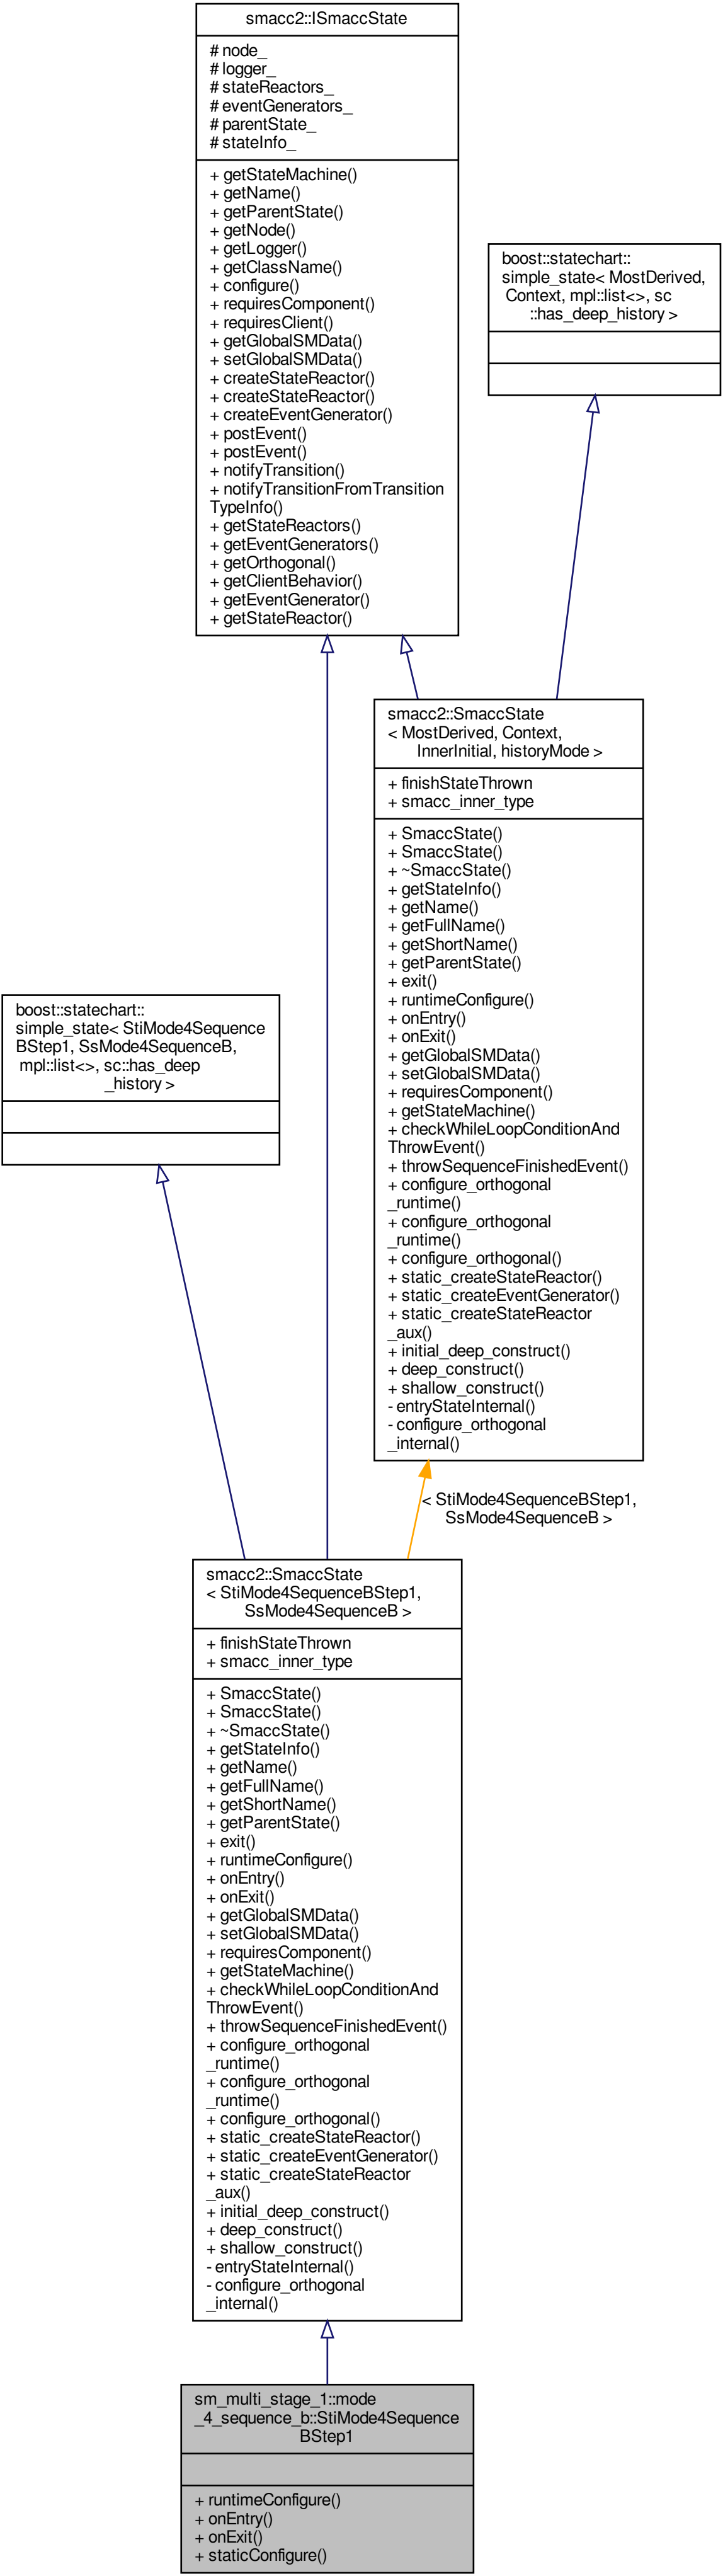 smacc2::ISmaccState
# node_
# logger_
# stateReactors_
# eventGenerators_
# parentState_
# stateInfo_
+ getStateMachine()
+ getName()
+ getParentState()
+ getNode()
+ getLogger()
+ getClassName()
+ configure()
+ requiresComponent()
+ requiresClient()
+ getGlobalSMData()
+ setGlobalSMData()
+ createStateReactor()
+ createStateReactor()
+ createEventGenerator()
+ postEvent()
+ postEvent()
+ notifyTransition()
+ notifyTransitionFromTransition
TypeInfo()
+ getStateReactors()
+ getEventGenerators()
+ getOrthogonal()
+ getClientBehavior()
+ getEventGenerator()
+ getStateReactor()
boost::statechart::
simple_state< MostDerived,
Context, mpl::list<>, sc
::has_deep_history >
smacc2::SmaccState
< MostDerived, Context,
InnerInitial, historyMode >
+ finishStateThrown
+ smacc_inner_type
+ SmaccState()
+ SmaccState()
+ ~SmaccState()
+ getStateInfo()
+ getName()
+ getFullName()
+ getShortName()
+ getParentState()
+ exit()
+ runtimeConfigure()
+ onEntry()
+ onExit()
+ getGlobalSMData()
+ setGlobalSMData()
+ requiresComponent()
+ getStateMachine()
+ checkWhileLoopConditionAnd
ThrowEvent()
+ throwSequenceFinishedEvent()
+ configure_orthogonal
_runtime()
+ configure_orthogonal
_runtime()
+ configure_orthogonal()
+ static_createStateReactor()
+ static_createEventGenerator()
+ static_createStateReactor
_aux()
+ initial_deep_construct()
+ deep_construct()
+ shallow_construct()
- entryStateInternal()
- configure_orthogonal
_internal()
boost::statechart::
simple_state< StiMode4Sequence
BStep1, SsMode4SequenceB,
mpl::list<>, sc::has_deep
_history >
< StiMode4SequenceBStep1,
SsMode4SequenceB >
smacc2::SmaccState
< StiMode4SequenceBStep1,
SsMode4SequenceB >
+ finishStateThrown
+ smacc_inner_type
+ SmaccState()
+ SmaccState()
+ ~SmaccState()
+ getStateInfo()
+ getName()
+ getFullName()
+ getShortName()
+ getParentState()
+ exit()
+ runtimeConfigure()
+ onEntry()
+ onExit()
+ getGlobalSMData()
+ setGlobalSMData()
+ requiresComponent()
+ getStateMachine()
+ checkWhileLoopConditionAnd
ThrowEvent()
+ throwSequenceFinishedEvent()
+ configure_orthogonal
_runtime()
+ configure_orthogonal
_runtime()
+ configure_orthogonal()
+ static_createStateReactor()
+ static_createEventGenerator()
+ static_createStateReactor
_aux()
+ initial_deep_construct()
+ deep_construct()
+ shallow_construct()
- entryStateInternal()
- configure_orthogonal
_internal()
sm_multi_stage_1::mode
_4_sequence_b::StiMode4Sequence
BStep1
+ runtimeConfigure()
+ onEntry()
+ onExit()
+ staticConfigure()